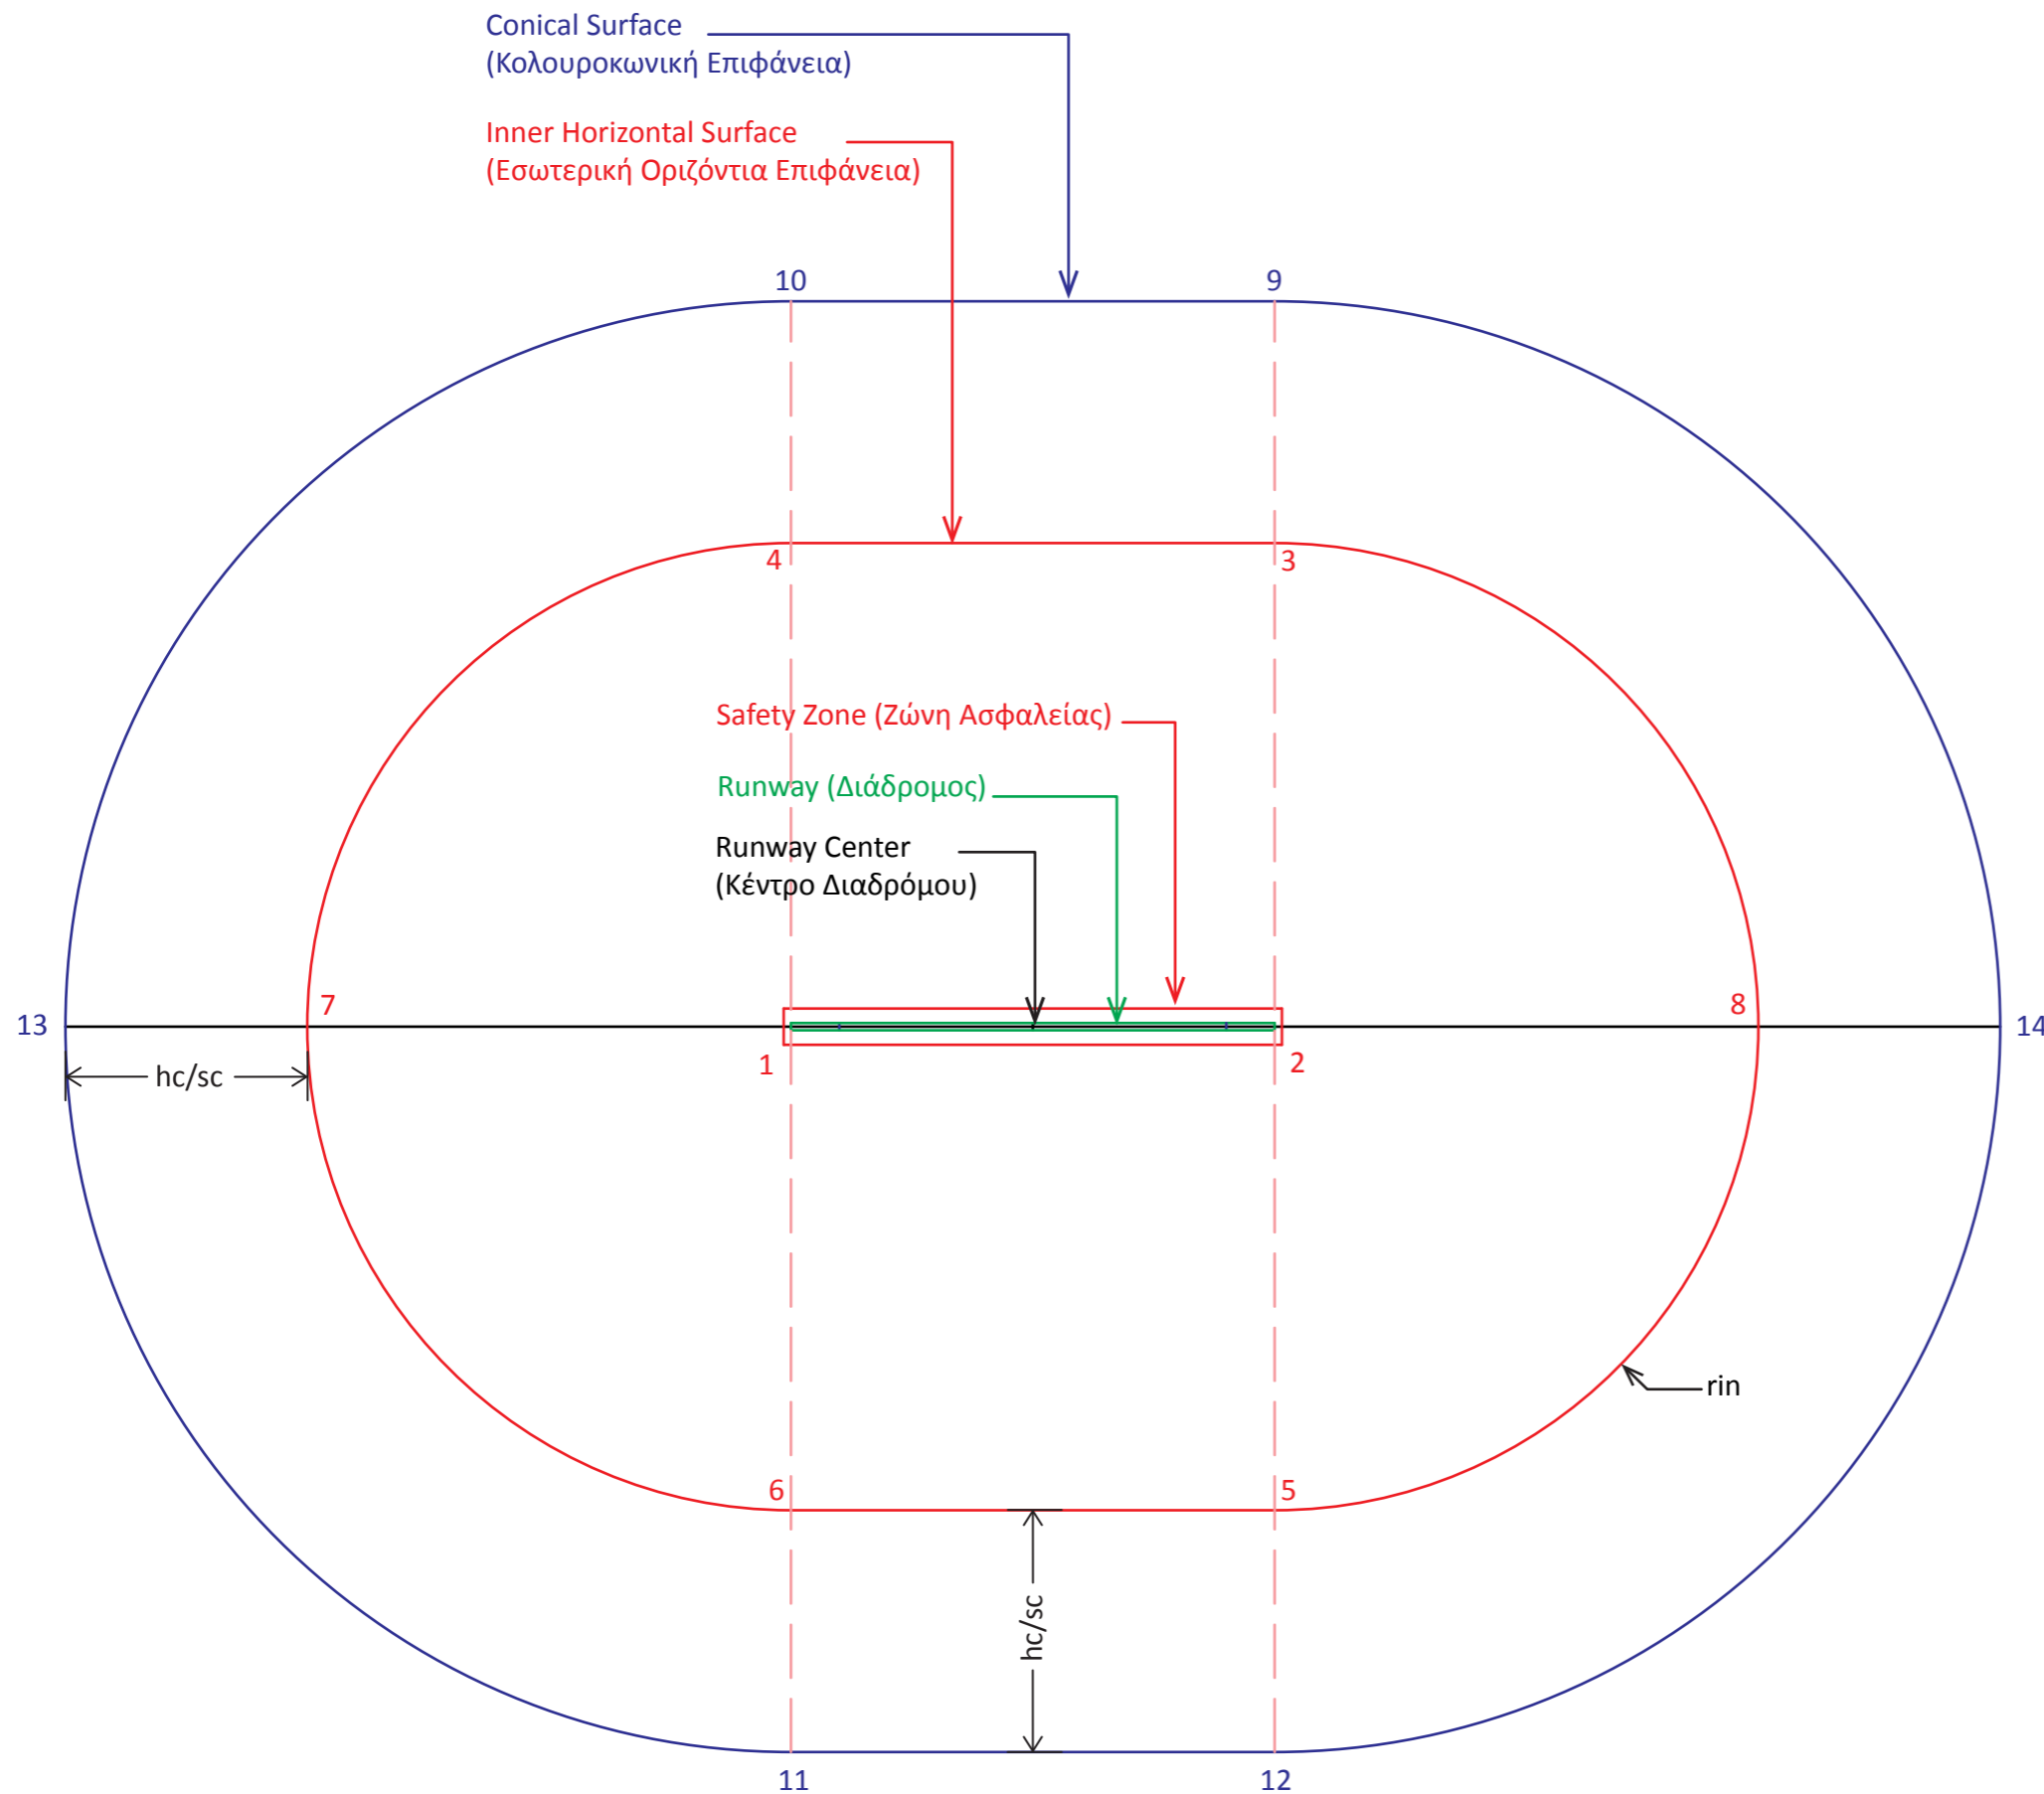 Conical Surface
(Κολουροκωνική Επιφάνεια)
Inner Horizontal Surface
(Εσωτερική Οριζόντια Επιφάνεια)
10
9
4
3
Safety Zone (Ζώνη Ασφαλείας)
Runway (Διάδρομος)
Runway Center
(Κέντρο Διαδρόμου)
7
8
13
14
1
2
hc/sc
rin
6
5
hc/sc
11
12